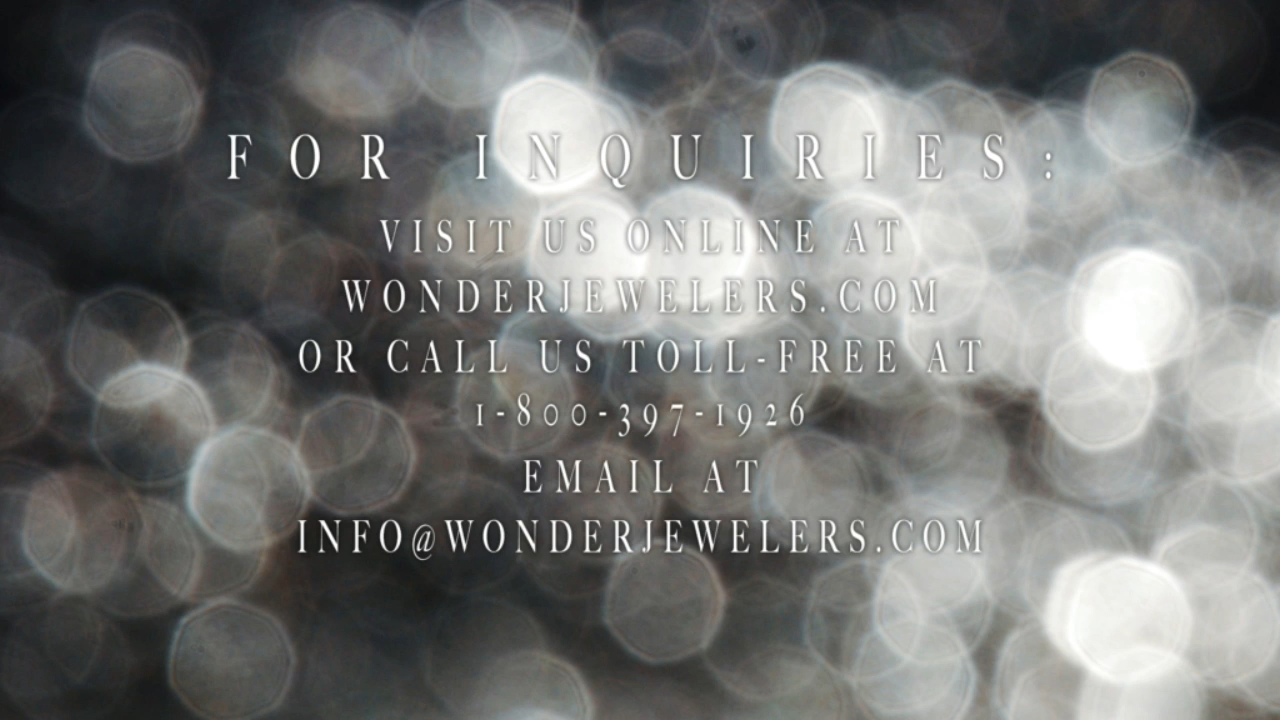 FOR INQUIRIES:
VISIT US ONLINE AT
WONDERJEWELERS.COM
OR CALL US TOLL-FREE AT
1-800-397-1926
EMAIL AT
INFO@WONDERJEWELERS.COM